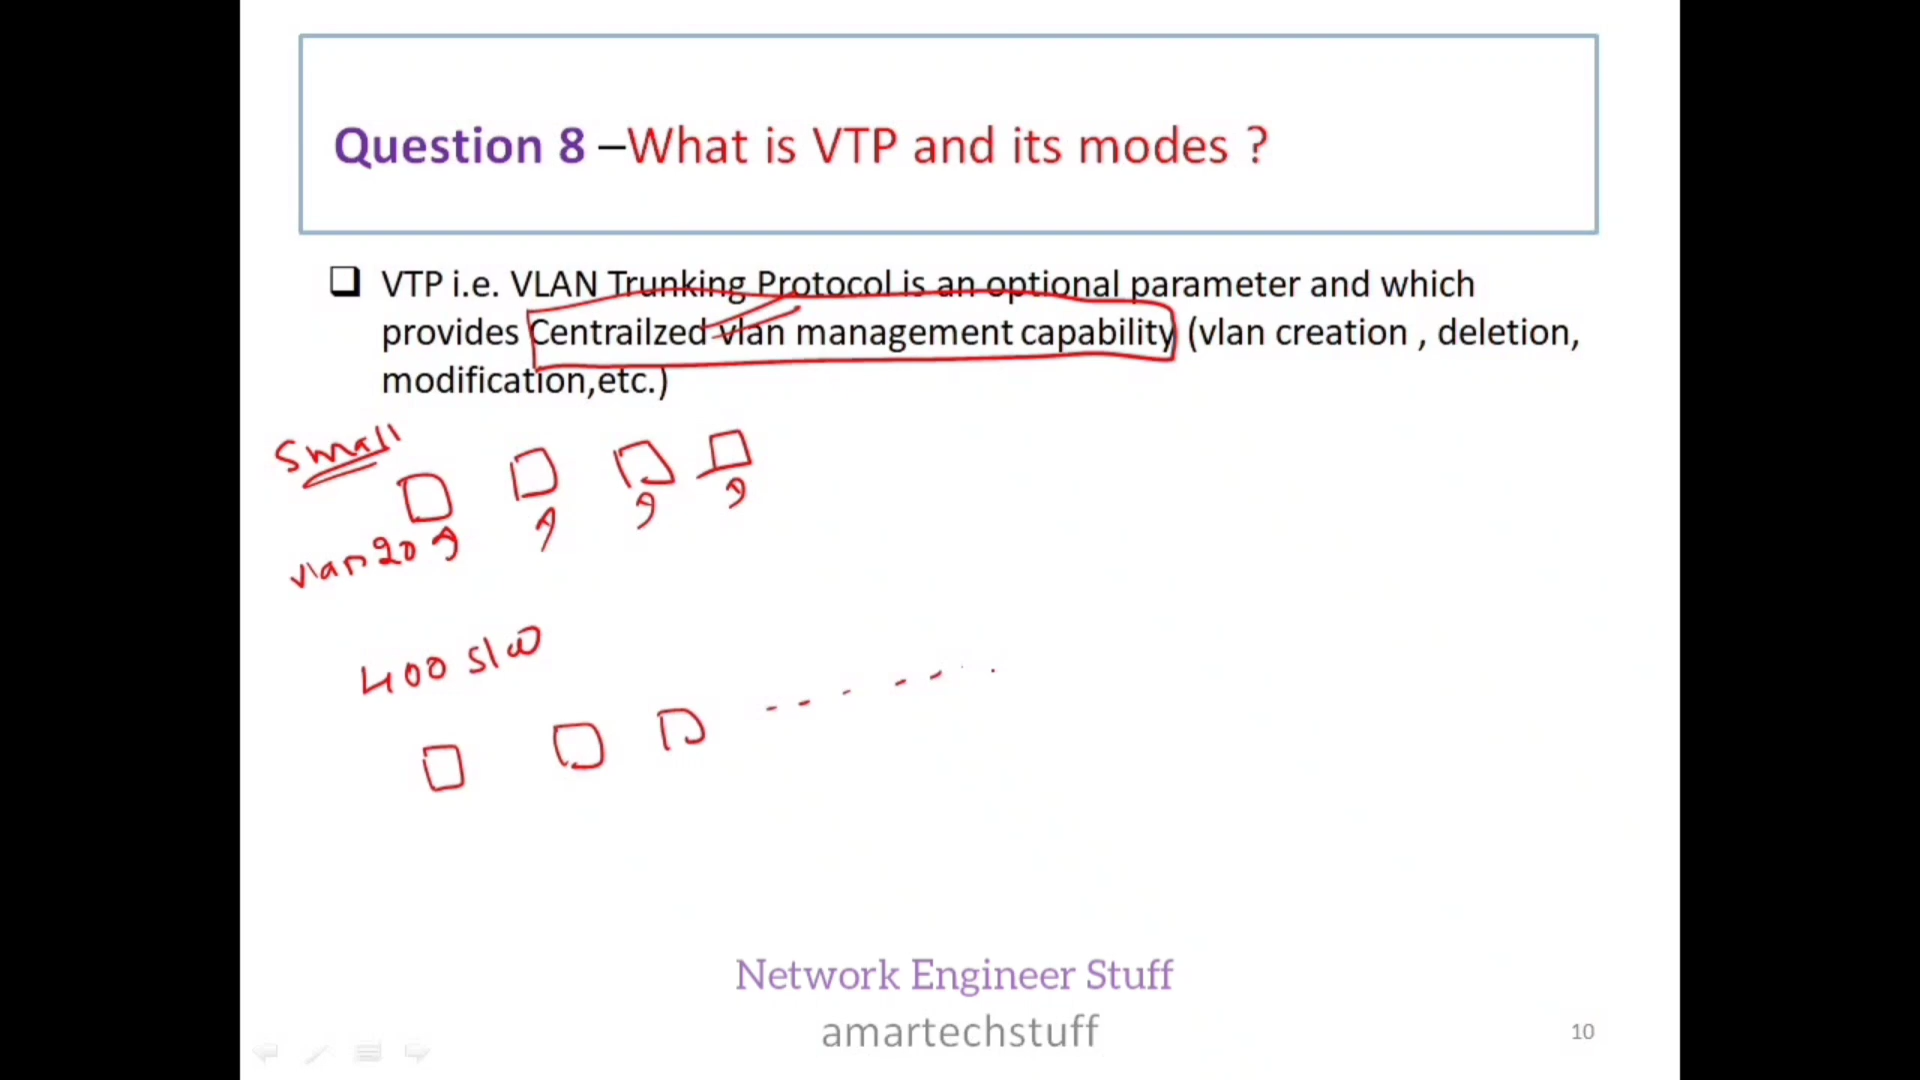 Question 8 –What is VTP and its modes ?
❑ VTP i.e. VLAN Trunking Protocol is an optional parameter and which
provides Centrailzed vlan management capability (vlan creation , deletion,
modification,etc.)
Small
vlan 20
400 s/w
Network Engineer Stuff
amartechstuff
10